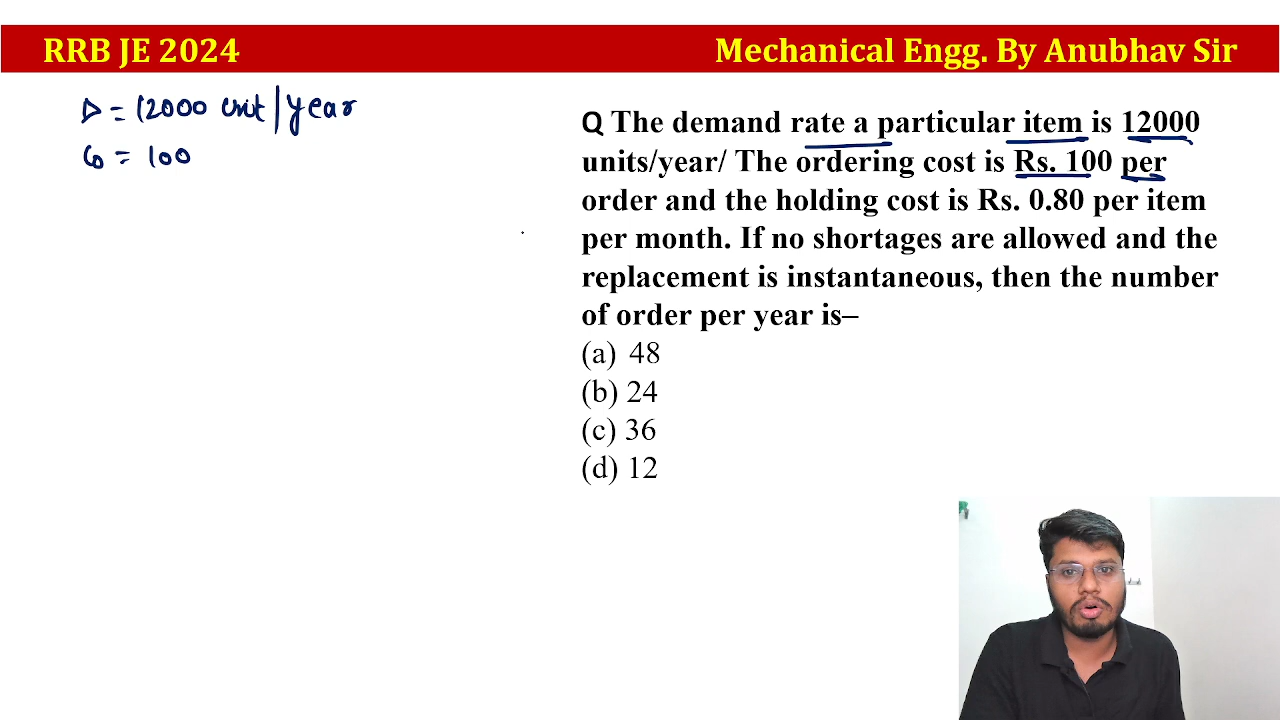 RRB JE 2024
Mechanical Engg. By Anubhav Sir
D = 12000 unit/year
Co = 100
Q The demand rate a particular item is 12000
units/year/ The ordering cost is Rs. 100 per
order and the holding cost is Rs. 0.80 per item
per month. If no shortages are allowed and the
replacement is instantaneous, then the number
of order per year is–
(a) 48
(b) 24
(c) 36
(d) 12